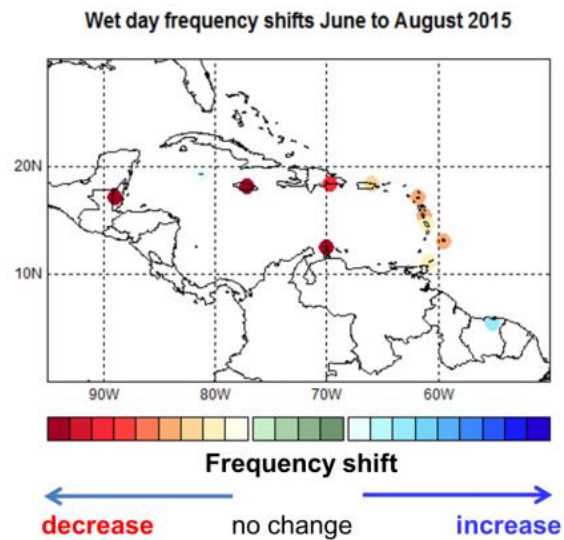 Wet day frequency shifts June to August 2015
20N
10N
90W 80W 70W 60W
Frequency shift
decrease no change increase